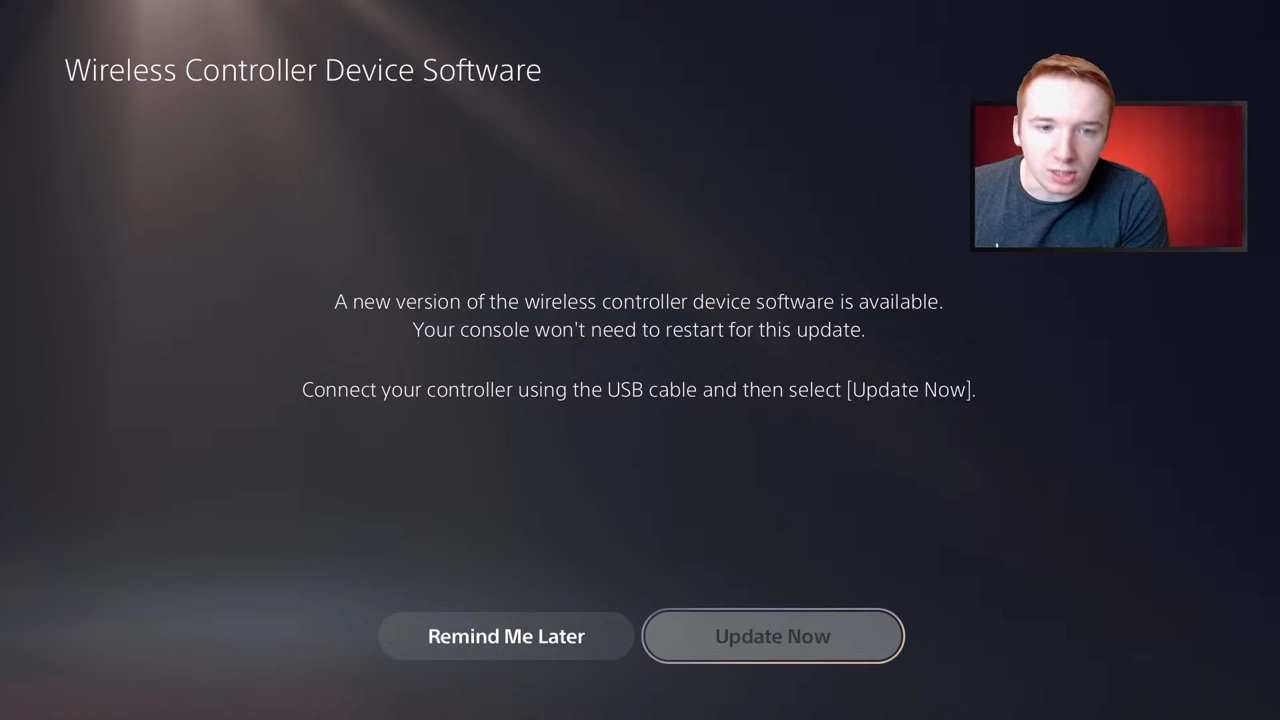 Wireless Controller Device Software
A new version of the wireless controller device software is available.
Your console won't need to restart for this update.
Connect your controller using the USB cable and then select [Update Now].
Remind Me Later
Update Now